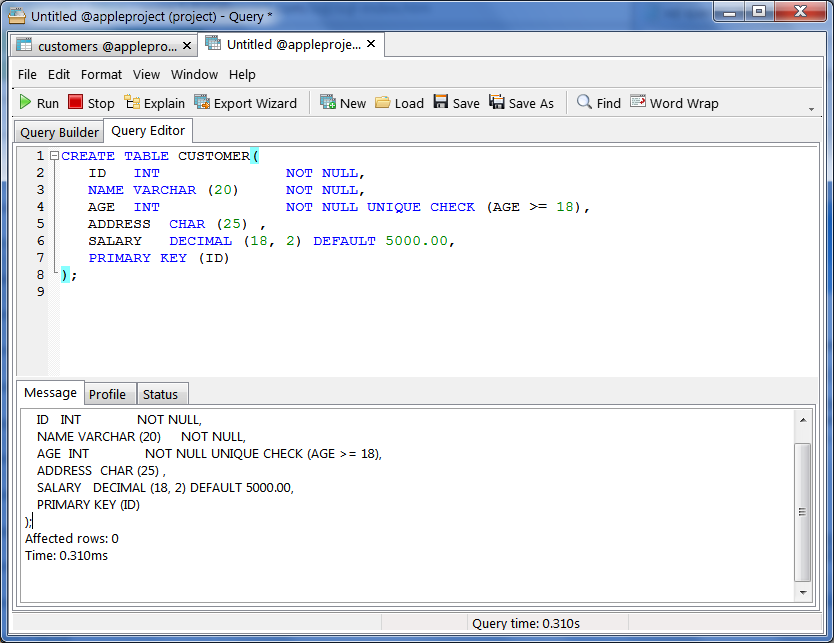 Untitled @appleproject (project) - Query *
customers @applepro... Untitled @appleproje...
File Edit Format View Window Help
Run Stop Explain Export Wizard New Load Save Save As Find Word Wrap
Query Builder Query Editor
1 CREATE TABLE CUSTOMER(
2 ID INT NOT NULL,
3 NAME VARCHAR (20) NOT NULL,
4 AGE INT NOT NULL UNIQUE CHECK (AGE >= 18),
5 ADDRESS CHAR (25) ,
6 SALARY DECIMAL (18, 2) DEFAULT 5000.00,
7 PRIMARY KEY (ID)
8 );
9
Message Profile Status
ID INT NOT NULL,
NAME VARCHAR (20) NOT NULL,
AGE INT NOT NULL UNIQUE CHECK (AGE >= 18),
ADDRESS CHAR (25) ,
SALARY DECIMAL (18, 2) DEFAULT 5000.00,
PRIMARY KEY (ID)
);
Affected rows: 0
Time: 0.310ms
Query time: 0.310s